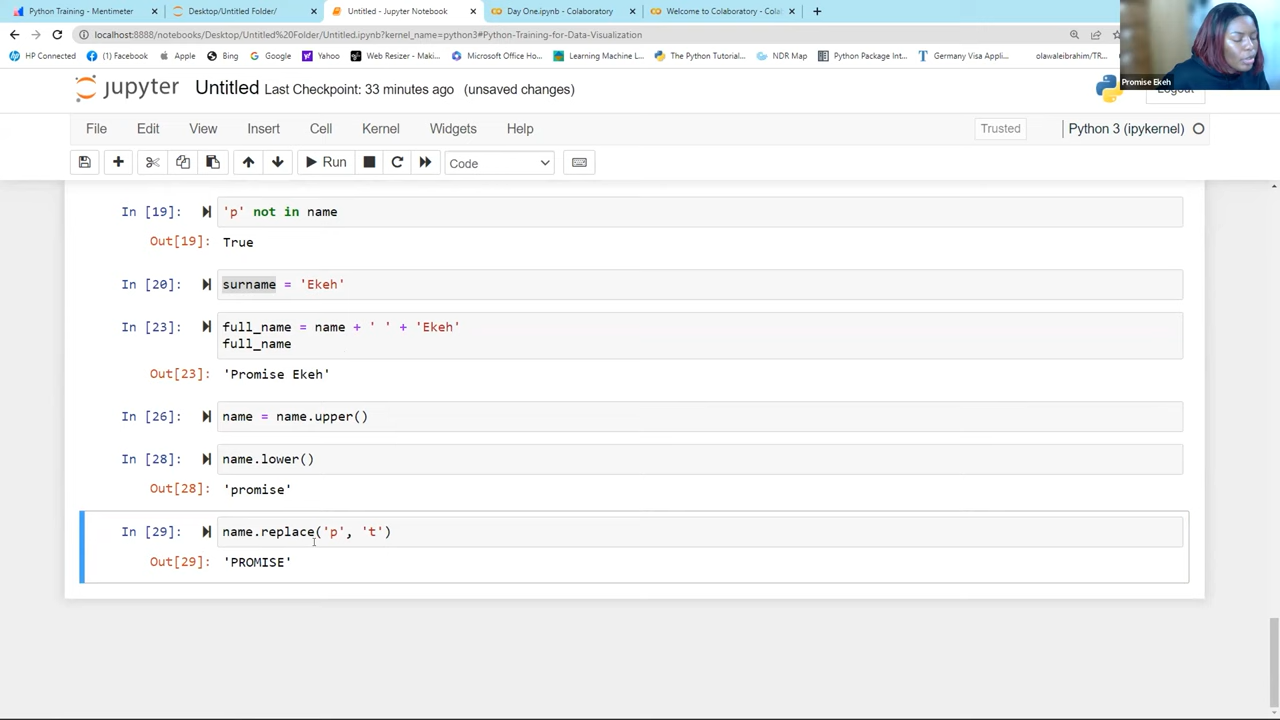 Python Training - Mentimeter
Desktop/Untitled Folder/
Untitled - Jupyter Notebook
Day One.ipynb - Colaboratory
Welcome to Colaboratory - Cola
localhost:8888/notebooks/Desktop/Untitled%20Folder/Untitled.ipynb?kernel_name=python3#Python-Training-for-Data-Visualization
HP Connected
(1) Facebook
Apple
Bing
Google
Yahoo
Web Resizer - Maki...
Microsoft Office Ho...
Learning Machine L...
The Python Tutorial...
NDR Map
Python Package Int...
Germany Visa Appl...
olawaleibrahim/TR...
Promise Ekeh
jupyter Untitled Last Checkpoint: 33 minutes ago (unsaved changes)
Logout
File Edit View Insert Cell Kernel Widgets Help
Trusted
Python 3 (ipykernel)
Run
Code
In [19]: 'p' not in name
Out[19]: True
In [20]: surname = 'Ekeh'
In [23]: full_name = name + ' ' + 'Ekeh'
full_name
Out[23]: 'Promise Ekeh'
In [26]: name = name.upper()
In [28]: name.lower()
Out[28]: 'promise'
In [29]: name.replace('p', 't')
Out[29]: 'PROMISE'